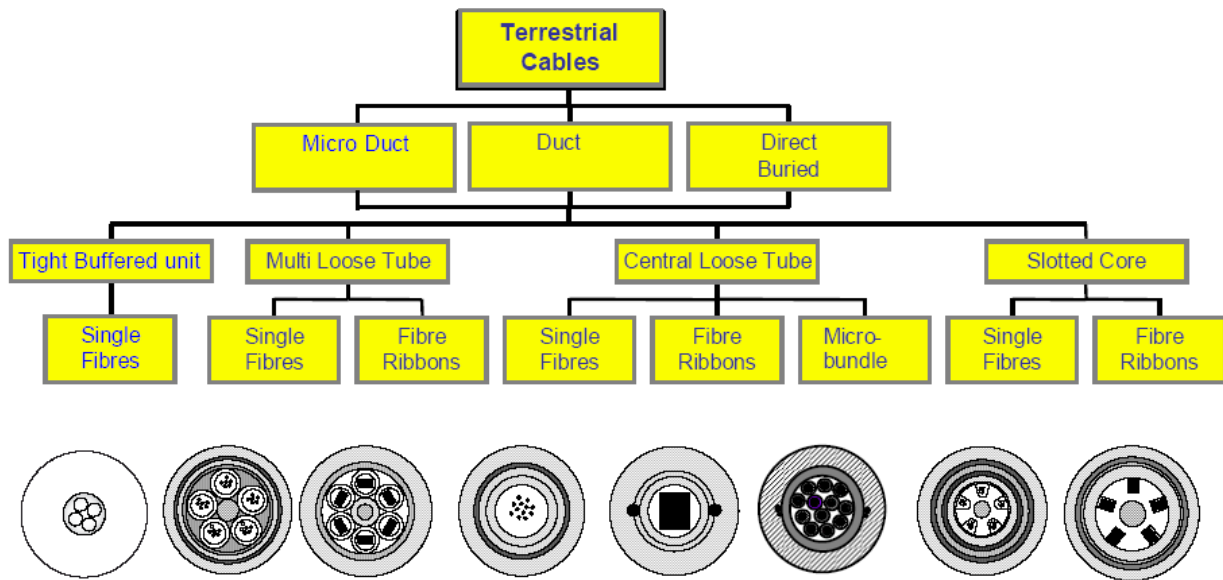 Terrestrial
Cables
Micro Duct
Duct
Direct
Buried
Tight Buffered unit
Multi Loose Tube
Central Loose Tube
Slotted Core
Single
Fibres
Single
Fibres
Fibre
Ribbons
Single
Fibres
Fibre
Ribbons
Micro-
bundle
Single
Fibres
Fibre
Ribbons